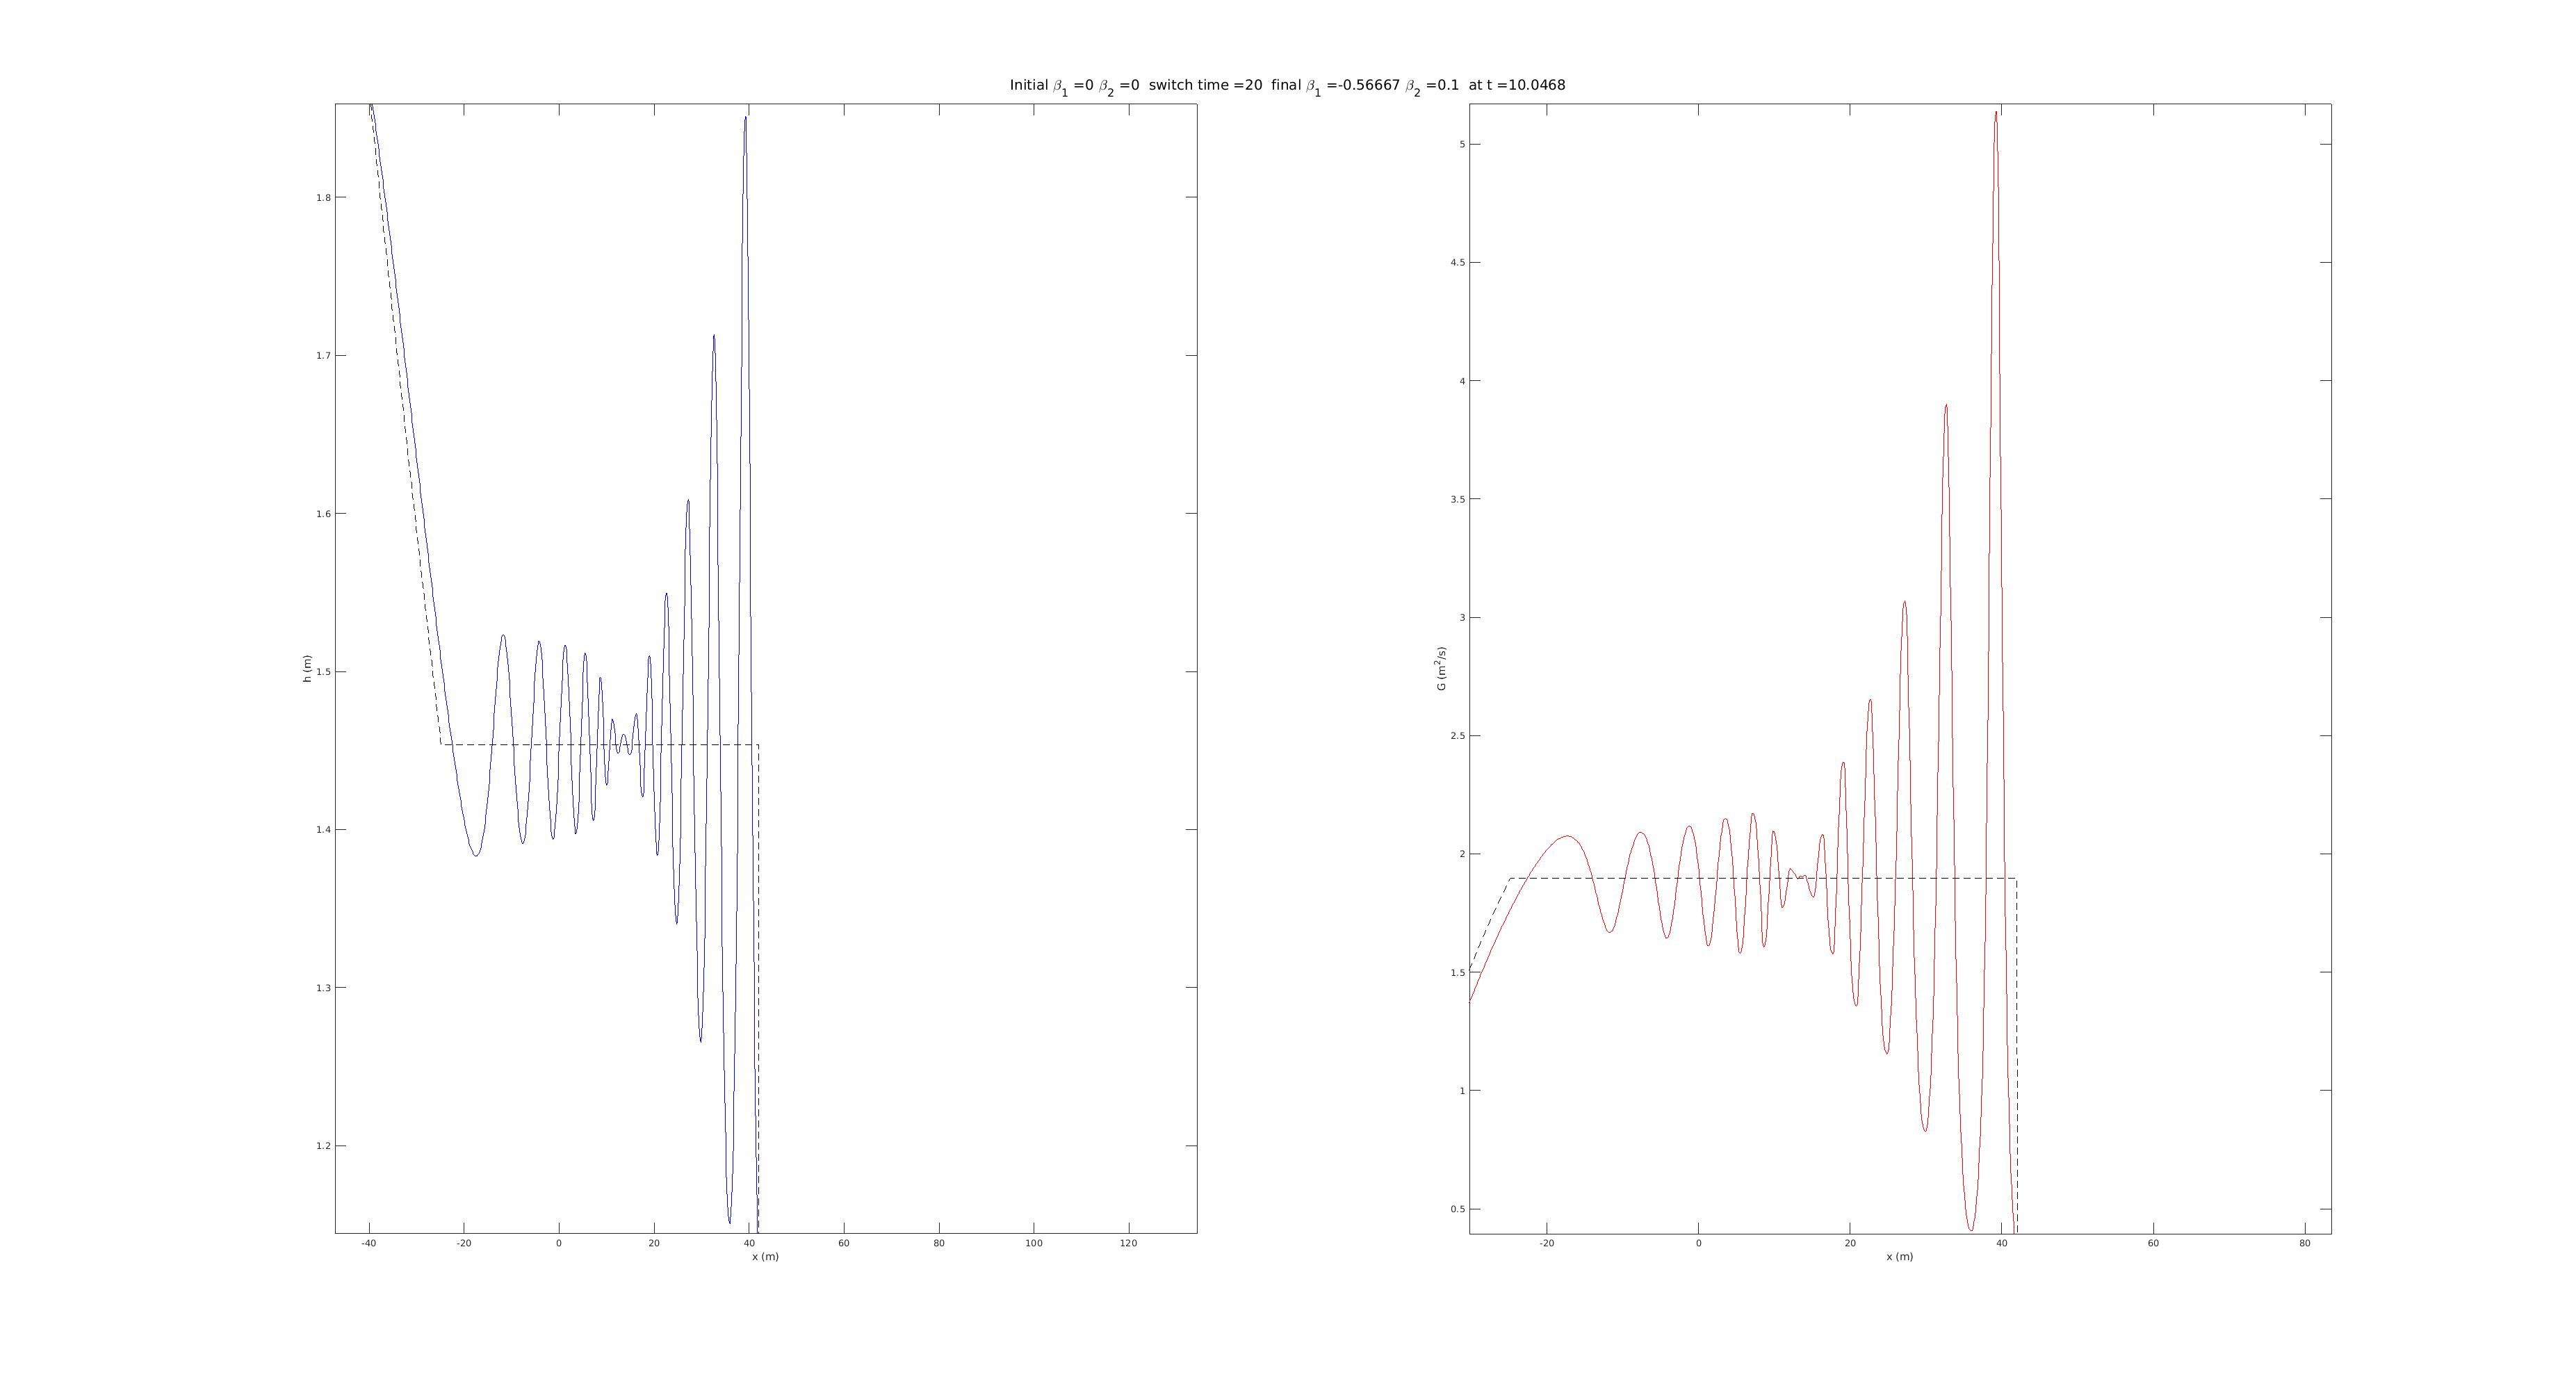 Initial β1 =0 β2 =0  switch time =20  final β1 =-0.56667 β2 =0.1  at t =10.0468
h (m)
1.8
1.7
1.6
1.5
1.4
1.3
1.2
-40 -20 0 20 40 60 80 100 120
x (m)
G (m²/s)
5
4.5
4
3.5
3
2.5
2
1.5
1
0.5
-20 0 20 40 60 80
x (m)